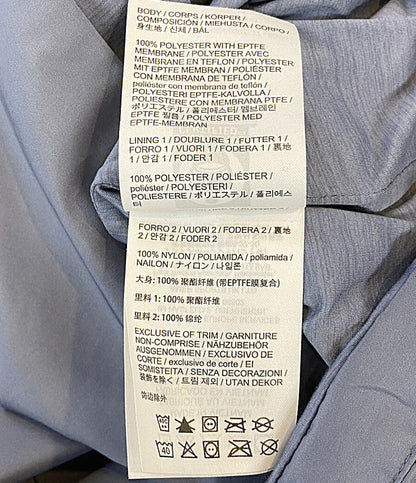 BODY / CORPS / KÖRPER /
COMPOSICIÓN / MIEHUSTA / CORPO /
身生地 / 신체 / BÅL
100% POLYESTER WITH EPTFE
MEMBRANE / POLYESTER AVEC
MEMBRANE EN TEFLON / POLYESTER
MIT EPTFE MEMBRAN / POLIÉSTER
CON MEMBRANA DE TEFLÓN /
poliéster con membrana de teflón /
POLYESTERI EPTFE-KALVOLLA /
POLIESTERE CON MEMBRANA PTFE /
ポリエステル / 폴리에스터/ 멤브레인
EPTFE 필름 / POLYESTER MED
EPTFE-MEMBRAN
LINING 1 / DOUBLURE 1 / FUTTER 1 /
FORRO 1 / VUORI 1 / FODERA 1 / 裏地
1 / 안감 1 / FODER 1
100% POLYESTER / POLIÉSTER /
poliéster / POLYESTERI /
POLIESTERE / ポリエステル / 폴리에스
터
FORRO 2 / VUORI 2 / FODERA 2 / 裏地
2 / 안감 2 / FODER 2
100% NYLON / POLIAMIDA / poliamida /
NAILON / ナイロン / 나일론
大身: 100% 聚酯纤维 (带EPTFE膜复合)
里料 1: 100% 聚酯纤维
里料 2: 100% 锦纶
EXCLUSIVE OF TRIM / GARNITURE
NON-COMPRISE / NÄHZUBEHÖR
AUSGENOMMEN / EXCLUSIVO DE
CORTE / exclusivo de corte / EI
SOMISTEITA / SENZA DECORAZIONI /
装飾を除く / 트림 제외 / UTAN DEKOR
饰边除外
40